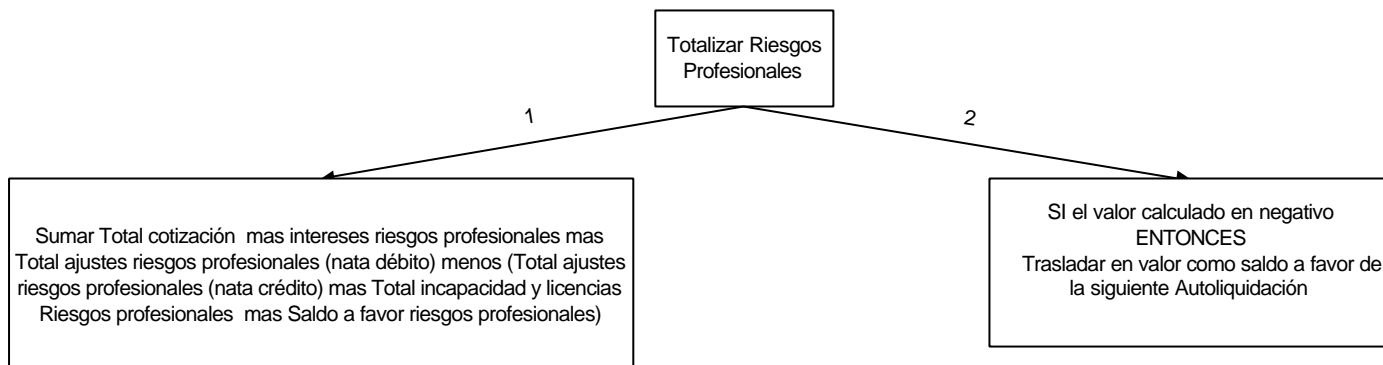 Totalizar Riesgos
Profesionales
1
2
Sumar Total cotización mas intereses riesgos profesionales mas
Total ajustes riesgos profesionales (nata débito) menos (Total ajustes
riesgos profesionales (nata crédito) mas Total incapacidad y licencias
Riesgos profesionales mas Saldo a favor riesgos profesionales)
SI el valor calculado en negativo
ENTONCES
Trasladar en valor como saldo a favor de
la siguiente Autoliquidación